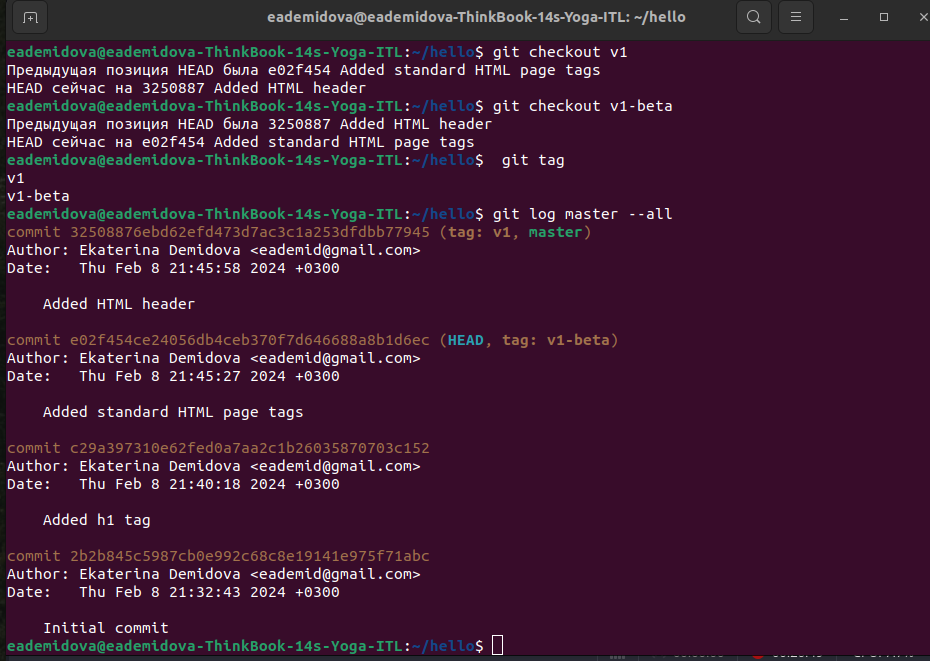 eademidova@eademidova-ThinkBook-14s-Yoga-ITL: ~/hello
eademidova@eademidova-ThinkBook-14s-Yoga-ITL:~/hello$ git checkout v1
Предыдущая позиция HEAD была e02f454 Added standard HTML page tags
HEAD сейчас на 3250887 Added HTML header
eademidova@eademidova-ThinkBook-14s-Yoga-ITL:~/hello$ git checkout v1-beta
Предыдущая позиция HEAD была 3250887 Added HTML header
HEAD сейчас на e02f454 Added standard HTML page tags
eademidova@eademidova-ThinkBook-14s-Yoga-ITL:~/hello$  git tag
v1
v1-beta
eademidova@eademidova-ThinkBook-14s-Yoga-ITL:~/hello$ git log master --all
commit 32508876ebd62efd473d7ac3c1a253dfdbb77945 (tag: v1, master)
Author: Ekaterina Demidova <eademid@gmail.com>
Date:   Thu Feb 8 21:45:58 2024 +0300
Added HTML header
commit e02f454ce24056db4ceb370f7d646688a8b1d6ec (HEAD, tag: v1-beta)
Author: Ekaterina Demidova <eademid@gmail.com>
Date:   Thu Feb 8 21:45:27 2024 +0300
Added standard HTML page tags
commit c29a397310e62fed0a7aa2c1b26035870703c152
Author: Ekaterina Demidova <eademid@gmail.com>
Date:   Thu Feb 8 21:40:18 2024 +0300
Added h1 tag
commit 2b2b845c5987cb0e992c68c8e19141e975f71abc
Author: Ekaterina Demidova <eademid@gmail.com>
Date:   Thu Feb 8 21:32:43 2024 +0300
Initial commit
eademidova@eademidova-ThinkBook-14s-Yoga-ITL:~/hello$